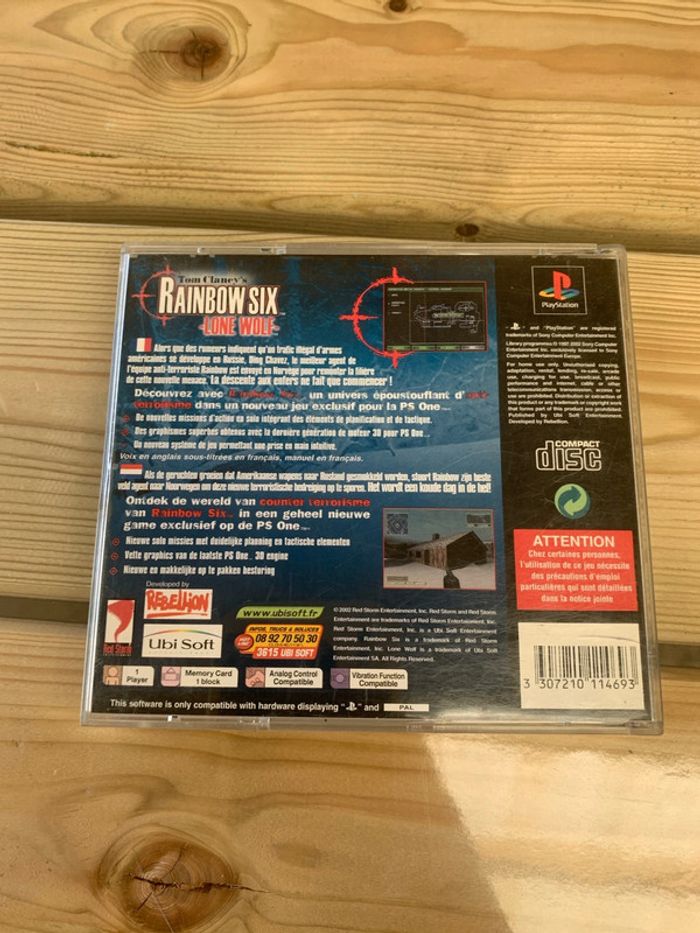 Tom Clancy's
RAINBOW SIX
-LONE WOLF-
Alors que des rumeurs indiquent qu'un trafic illégal d'armes
américaines se développe en Russie, Ding Chavez, le meilleur agent de
l'équipe anti-terroriste Rainbow est envoyé en Norvège pour remonter la filière
de cette nouvelle menace. La descente aux enfers ne fait que commencer !
Découvrez avec Rainbow Six™, un univers époustouflant d'
terrorisme dans un nouveau jeu exclusif pour la PS One™.
De nouvelles missions d'action en solo intégrant des éléments de planification et de tactique.
Des graphismes superbes obtenus avec la dernière génération de moteur 3D pour PS One™.
Un nouveau système de jeu permettant une prise en main intuitive.
Voix en anglais sous-titrées en français, manuel en français.
Als de geruchten groeien dat Amerikaanse wapens naar Rusland gesmokkeld worden, stuurt Rainbow zijn beste
veld agent naar Noorwegen om deze nieuwe terroristische bedreiging op te sporen. Het wordt een koude dag in de hel!
Ontdek de wereld van counter terrorisme
van Rainbow Six™ in een geheel nieuwe
game exclusief op de PS One™.
Nieuwe solo missies met duidelijke planning en tactische elementen
Vette graphics van de laatste PS One™ 3D engine
Nieuwe en makkelijke op te pakken besturing
Developed by
REBELLION
Red Storm
Ubi Soft
www.ubisoft.fr
INFOS, TRUCS & SOLUCES
08 92 70 50 30
3615 UBI SOFT
© 2002 Red Storm Entertainment, Inc. Red Storm and Red Storm
Entertainment are trademarks of Red Storm Entertainment, Inc.
Red Storm Entertainment, Inc. is a Ubi Soft Entertainment
company. Rainbow Six is a trademark of Red Storm
Entertainment, Inc. Lone Wolf is a trademark of Ubi Soft
Entertainment SA. All Rights Reserved.
1
Player
Memory Card
1 block
Analog Control
Compatible
Vibration Function
Compatible
This software is only compatible with hardware displaying "PS" and PAL
PlayStation
"PS" and "PlayStation" are registered
trademarks of Sony Computer Entertainment Inc.
Library programme © 1997, 2002 Sony Computer
Entertainment Inc. exclusively licensed to Sony
Computer Entertainment Europe.
For home use only. Unauthorised copying,
adaptation, rental, lending, re-sale, arcade
use, charging for use, broadcast, public
performance and internet, cable or other
telecommunications transmission, access or
use are prohibited. Distribution of extraction of
this product or any trademark or copyright work
that forms part of this product are prohibited.
Published by Ubi Soft Entertainment.
Developed by Rebellion.
COMPACT
disc
ATTENTION
Chez certaines personnes,
l'utilisation de ce jeu nécessite
des précautions d'emploi
particulières qui sont détaillées
dans la notice jointe
3 307210 114693